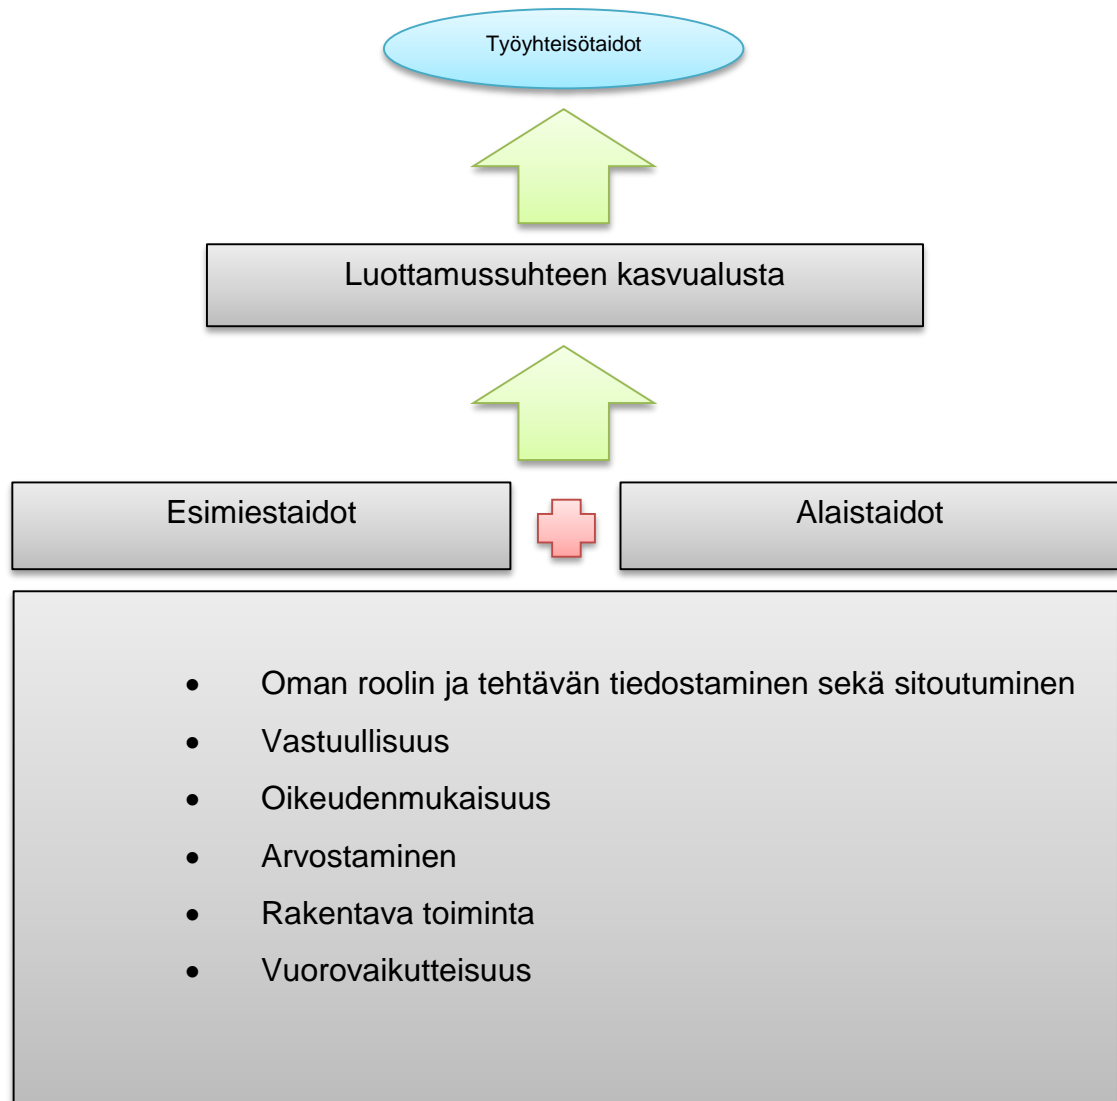 Työyhteisötaidot
Luottamussuhteen kasvualusta
Esimiestaidot
Alaistaidot
• Oman roolin ja tehtävän tiedostaminen sekä sitoutuminen
• Vastuullisuus
• Oikeudenmukaisuus
• Arvostaminen
• Rakentava toiminta
• Vuorovaikutteisuus